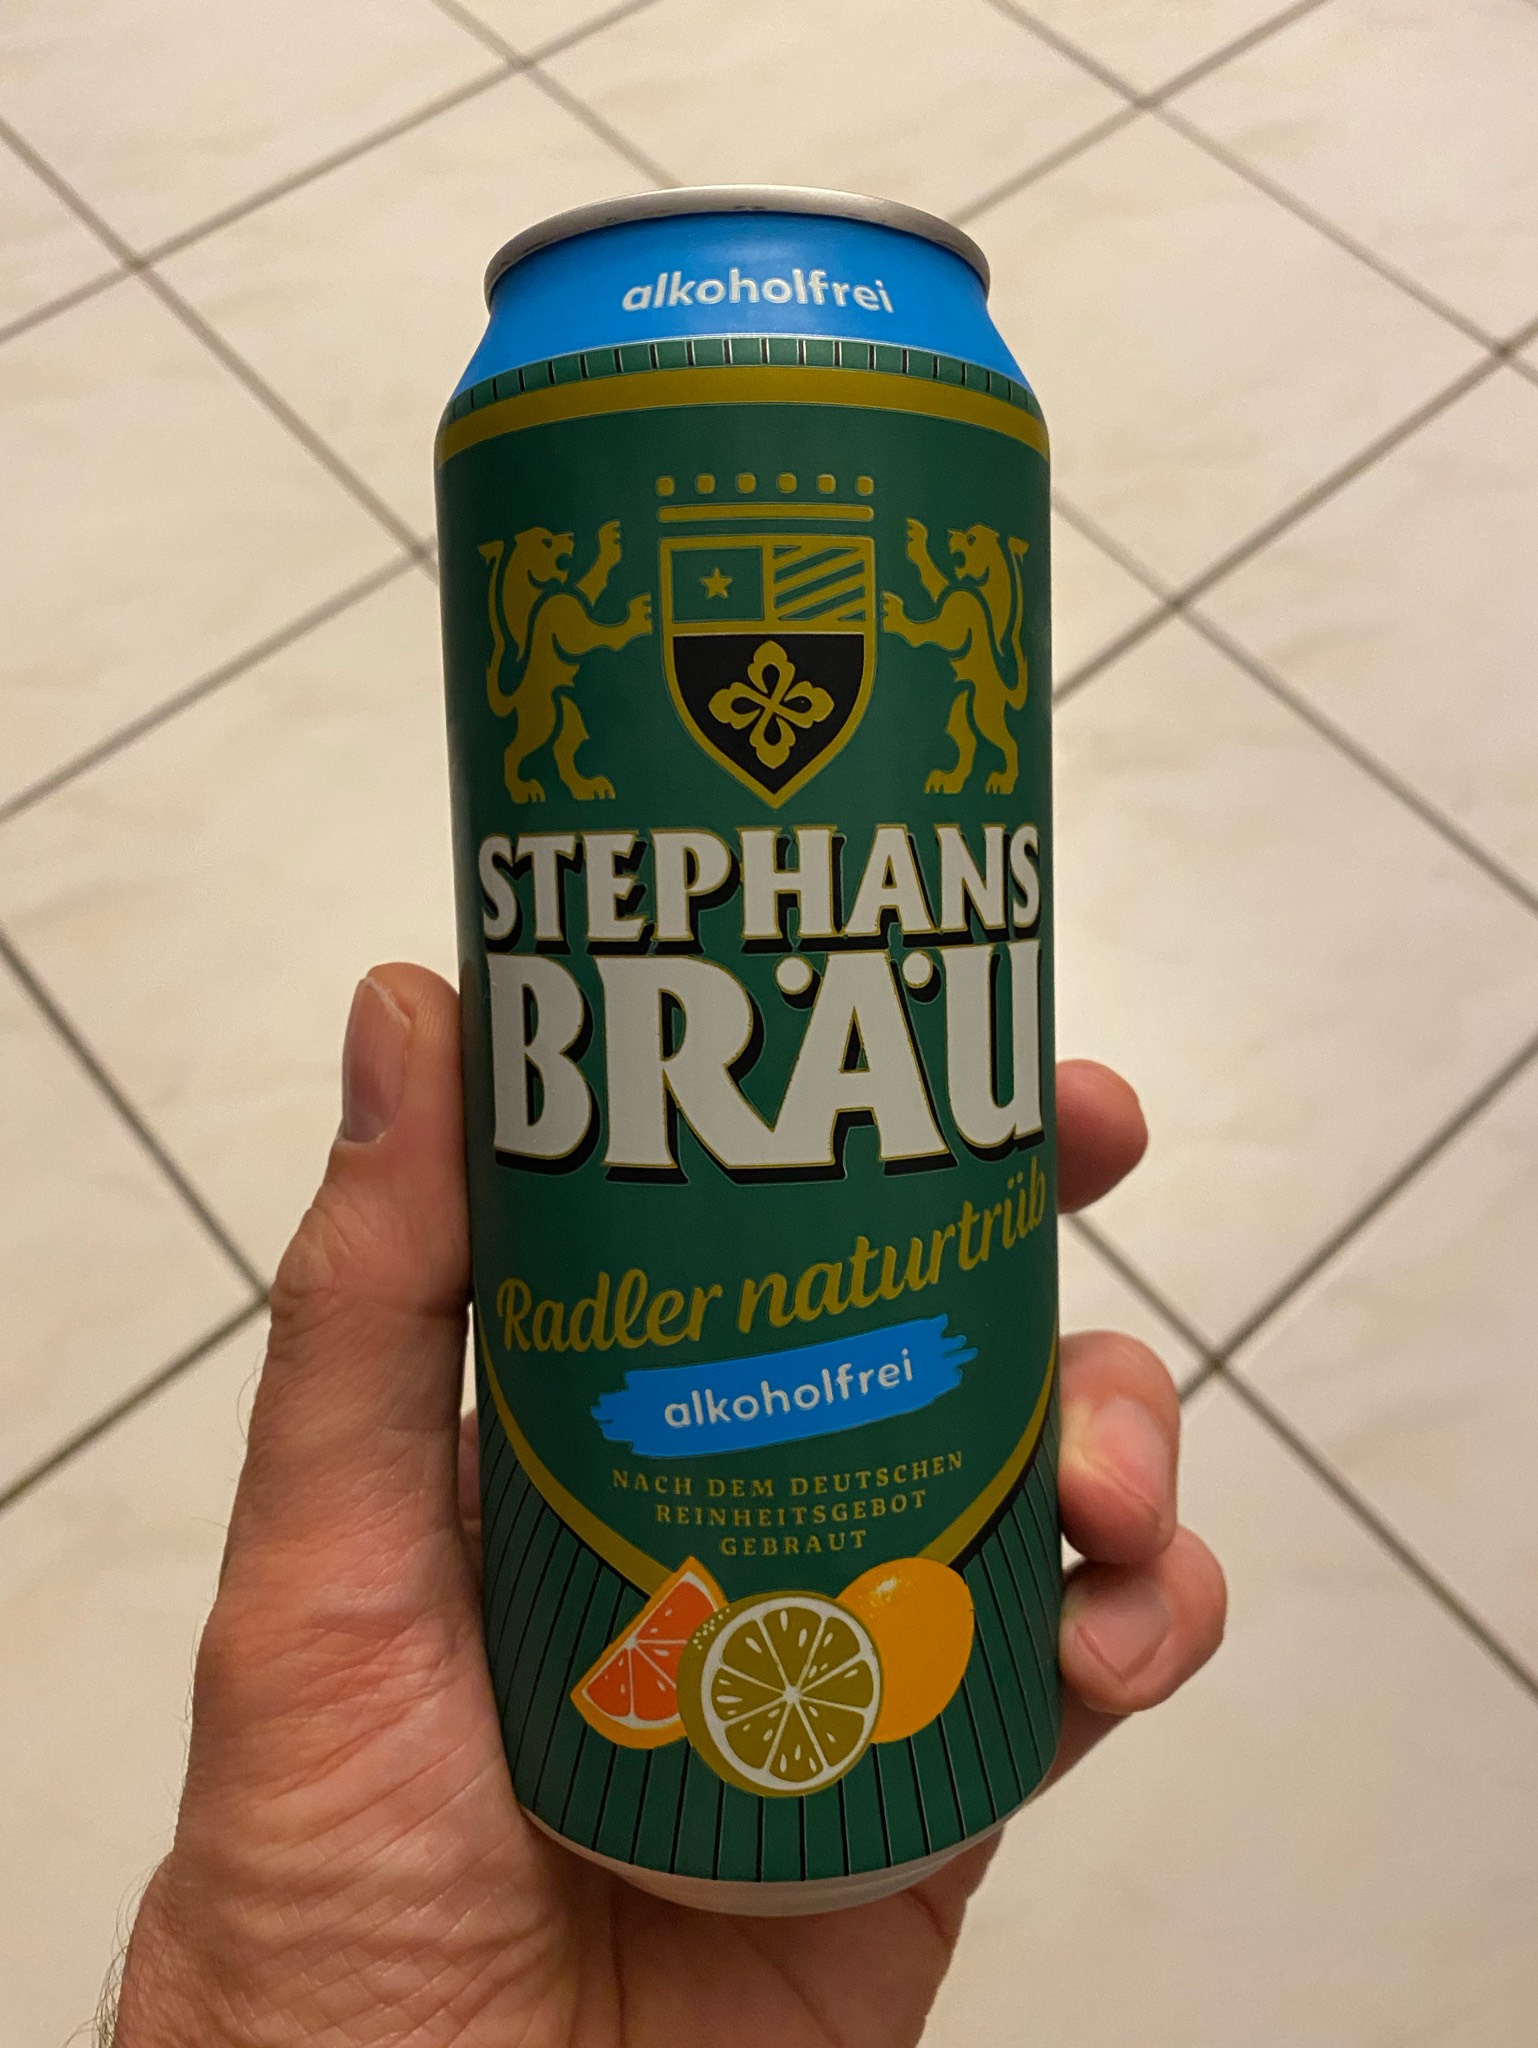 alkoholfrei
STEPHANS
BRÄU
Radler naturtrüb
alkoholfrei
NACH DEM DEUTSCHEN
REINHEITSGEBOT
GEBRAUT